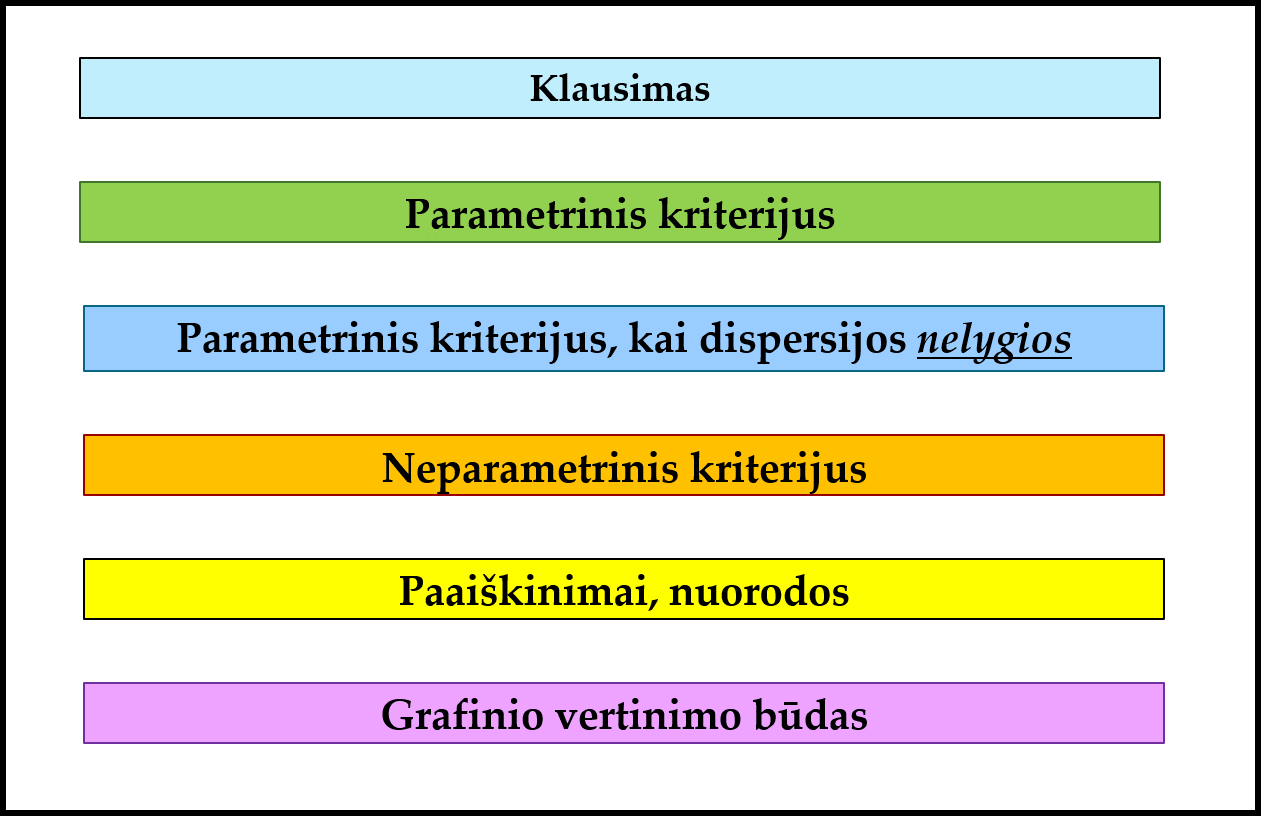 Klausimas
Parametrinis kriterijus
Parametrinis kriterijus, kai dispersijos nelygios
Neparametrinis kriterijus
Paaiškinimai, nuorodos
Grafinio vertinimo būdas